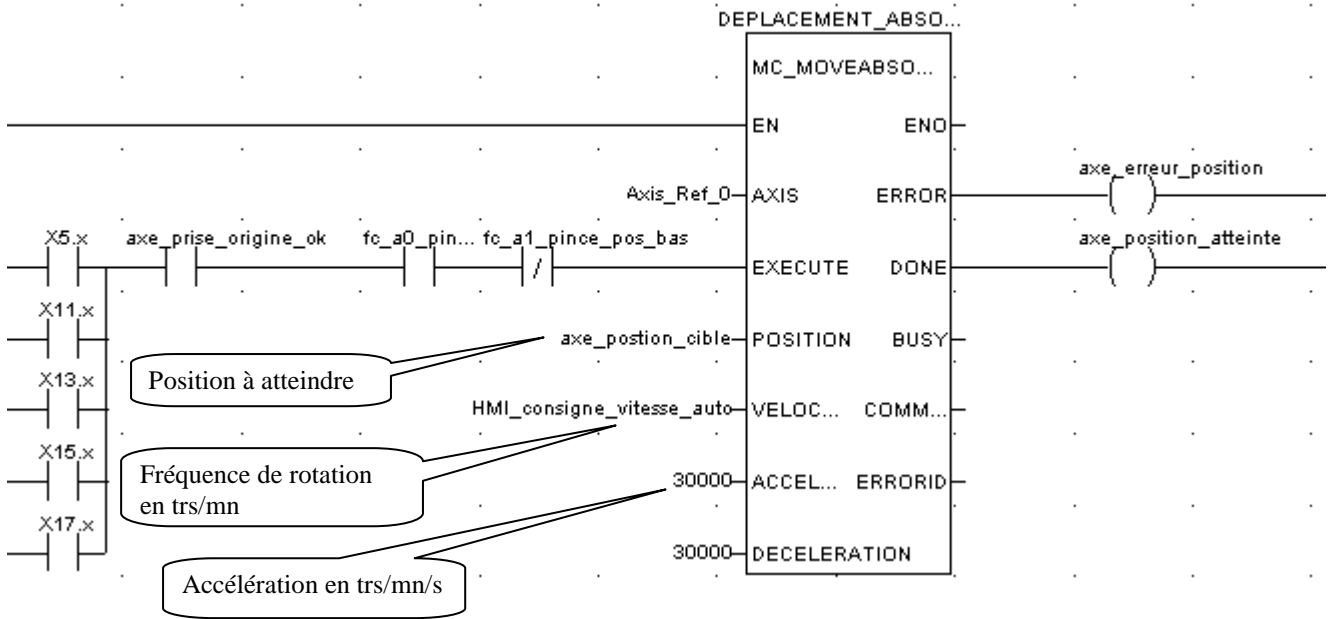 DEPLACEMENT_ABSO...
MC_MOVEABSO...
EN ENO
axe_erreur_position
Axis_Ref_0 AXIS ERROR
X5.x axe_prise_origine_ok fc_a0_pin... fc_a1_pince_pos_bas axe_position_atteinte
/ EXECUTE DONE
X11.x
axe_postion_cible POSITION BUSY
X13.x
Position à atteindre
HMI_consigne_vitesse_auto VELOC... COMM...
X15.x
Fréquence de rotation
en trs/mn
30000 ACCEL... ERRORID
X17.x
30000 DECELERATION
Accélération en trs/mn/s